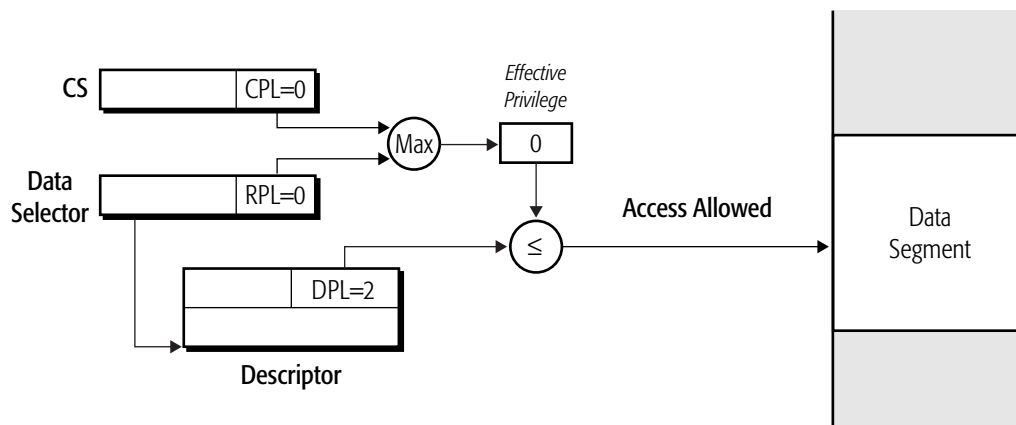 Effective
Privilege
CS
CPL=0
Max
0
Data
Selector
RPL=0
Access Allowed
Data
Segment
≤
DPL=2
Descriptor